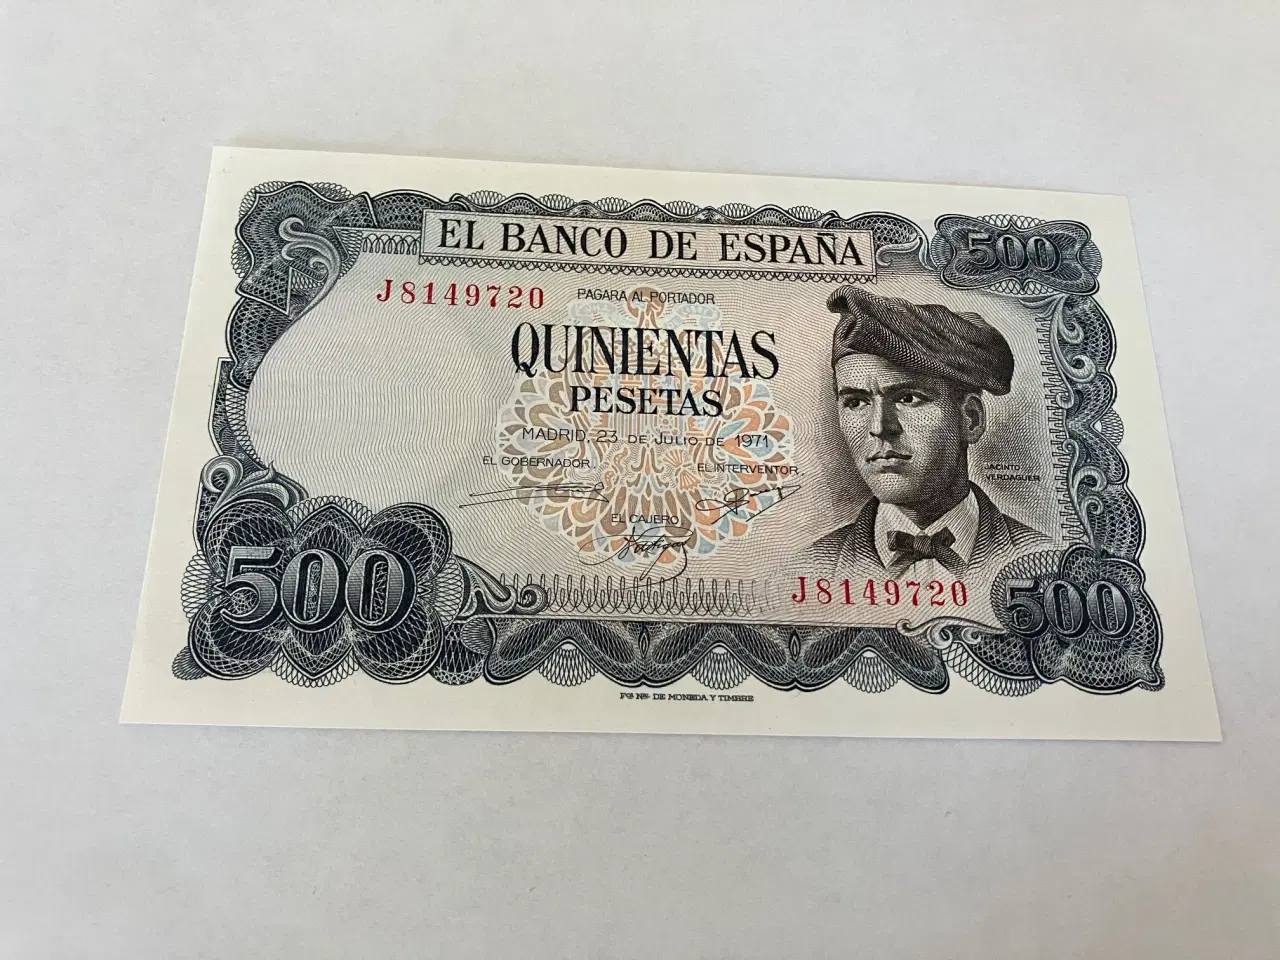 EL BANCO DE ESPAÑA
500
J8149720
PAGARA AL PORTADOR
QUINIENTAS
PESETAS
MADRID, 23 DE JULIO DE 1971
EL GOBERNADOR,
EL INTERVENTOR,
JACINTO
VERDAGUER
EL CAJERO
500
J8149720
500
Fca. Nal. DE MONEDA Y TIMBRE